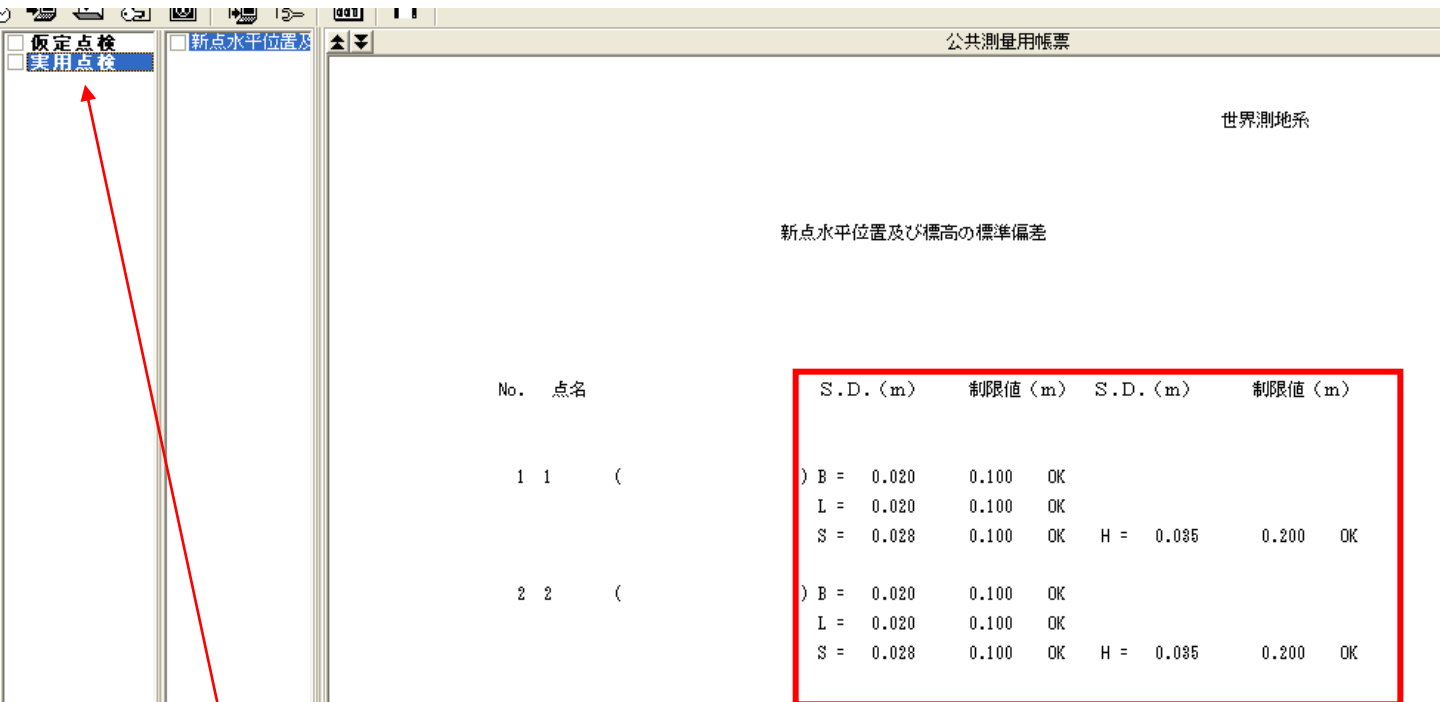 仮定点検
実用点検
新点水平位置及
公共測量用帳票
世界測地系
新点水平位置及び標高の標準偏差
No. 点名 S.D.(m) 制限値(m) S.D.(m) 制限値(m)
1 1 ( ) B = 0.020 0.100 OK
L = 0.020 0.100 OK
S = 0.028 0.100 OK H = 0.035 0.200 OK
2 2 ( ) B = 0.020 0.100 OK
L = 0.020 0.100 OK
S = 0.028 0.100 OK H = 0.035 0.200 OK